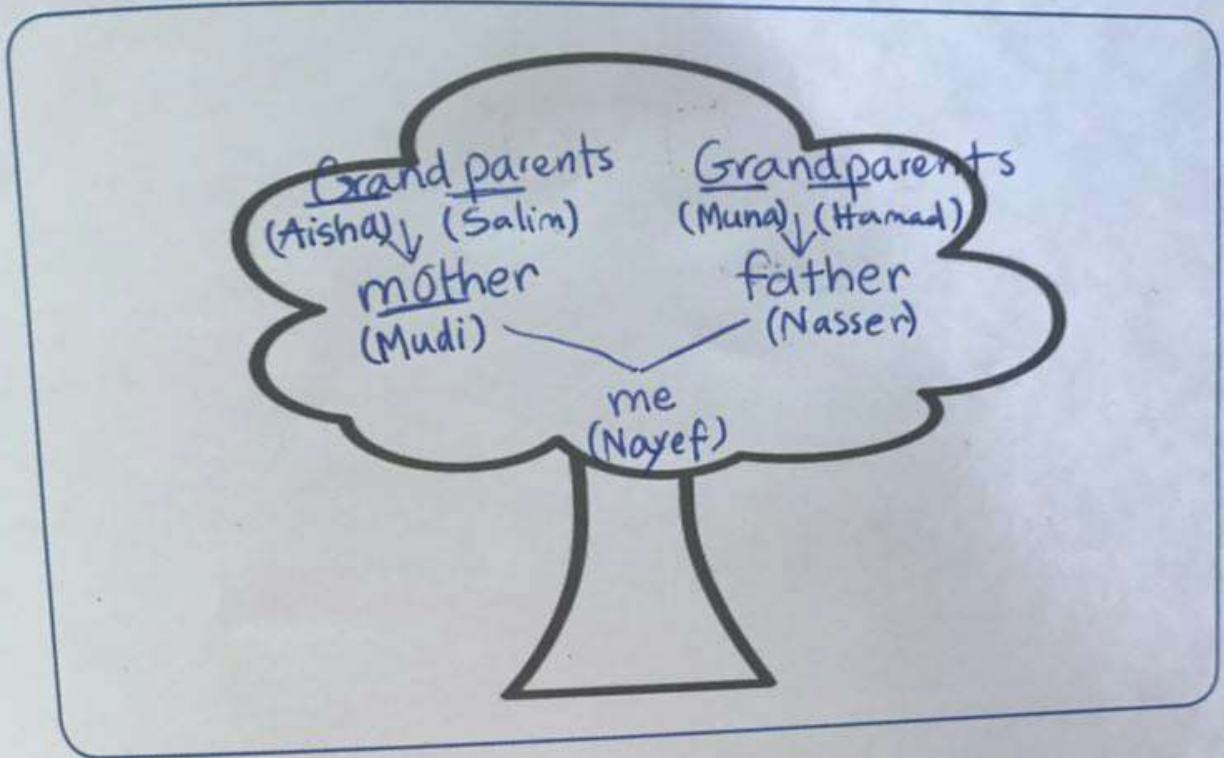 Grandparents Grandparents
(Aisha) (Salim) (Muna) (Hamad)
mother father
(Mudi) (Nasser)
me
(Nayef)